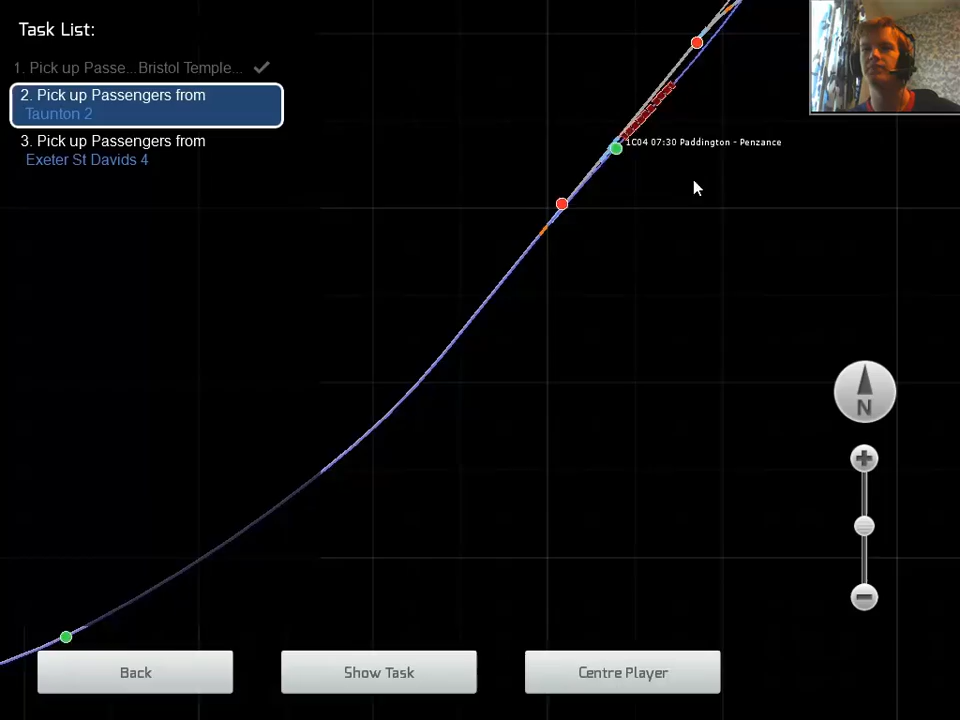 Task List:
1. Pick up Passe...Bristol Temple...
2. Pick up Passengers from
Taunton 2
3. Pick up Passengers from
Exeter St Davids 4
1C04 07:30 Paddington - Penzance
N
Back
Show Task
Centre Player